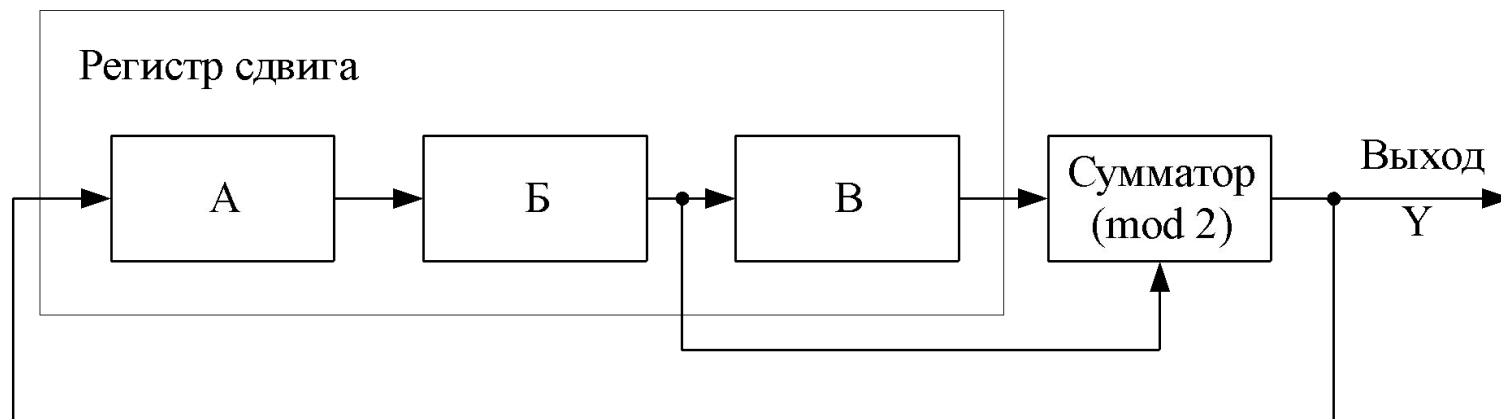 Регистр сдвига
А
Б
В
Сумматор
(mod 2)
Выход
Y